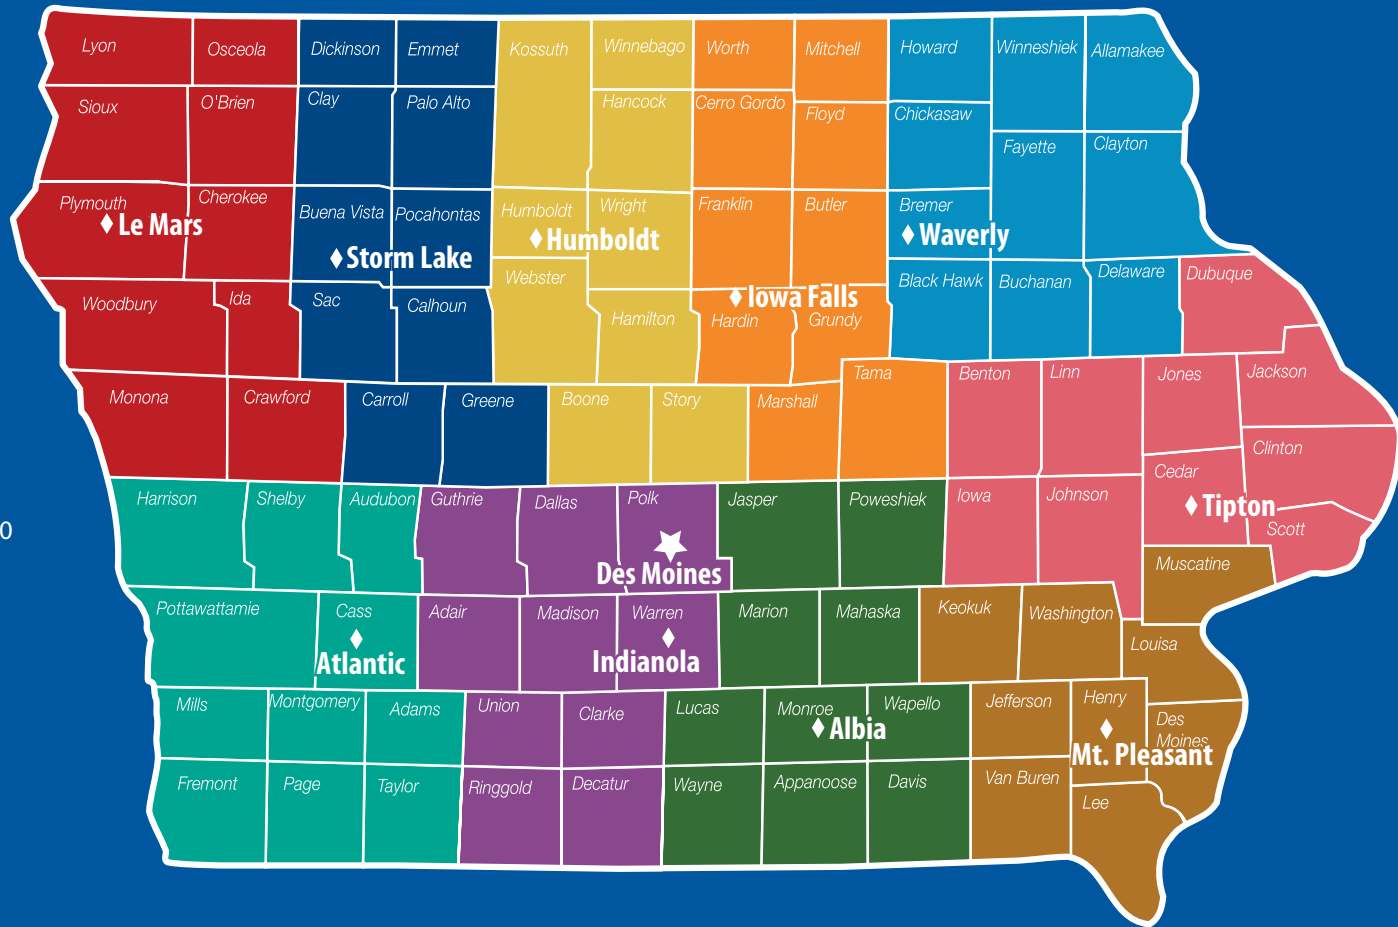 Lyon
Osceola
Dickinson
Emmet
Kossuth
Winnebago
Worth
Mitchell
Howard
Winneshiek
Allamakee
Sioux
O'Brien
Clay
Palo Alto
Hancock
Cerro Gordo
Floyd
Chickasaw
Fayette
Clayton
Plymouth
Cherokee
Buena Vista
Pocahontas
Humboldt
Wright
Franklin
Butler
Bremer
Le Mars
Storm Lake
Humboldt
Waverly
Woodbury
Ida
Sac
Calhoun
Webster
Hamilton
Iowa Falls
Hardin
Grundy
Black Hawk
Buchanan
Delaware
Dubuque
Monona
Crawford
Carroll
Greene
Boone
Story
Marshall
Tama
Benton
Linn
Jones
Jackson
Clinton
Cedar
Tipton
Scott
Harrison
Shelby
Audubon
Guthrie
Dallas
Polk
Jasper
Poweshiek
Iowa
Johnson
0
Des Moines
Muscatine
Pottawattamie
Cass
Adair
Madison
Warren
Marion
Mahaska
Keokuk
Washington
Louisa
Atlantic
Indianola
Mills
Montgomery
Adams
Union
Clarke
Lucas
Monroe
Wapello
Jefferson
Henry
Des
Moines
Albia
Mt. Pleasant
Fremont
Page
Taylor
Ringgold
Decatur
Wayne
Appanoose
Davis
Van Buren
Lee